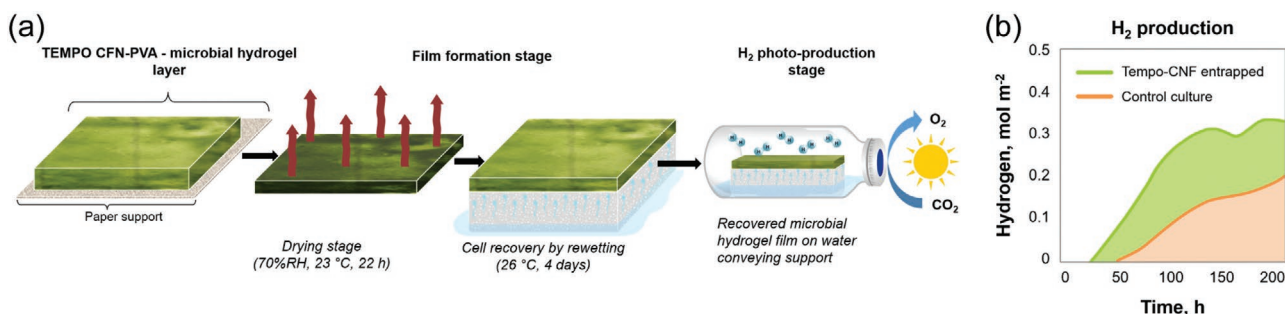 (a)
TEMPO CFN-PVA - microbial hydrogel
layer
Paper support
Film formation stage
Drying stage
(70%RH, 23 °C, 22 h)
Cell recovery by rewetting
(26 °C, 4 days)
H₂ photo-production
stage
H H H H H H H
O₂
CO₂
Recovered microbial
hydrogel film on water
conveying support
(b)
H₂ production
Hydrogen, mol m⁻²
0.5
0.4
0.3
0.2
0.1
0
Tempo-CNF entrapped
Control culture
0 50 100 150 200
Time, h